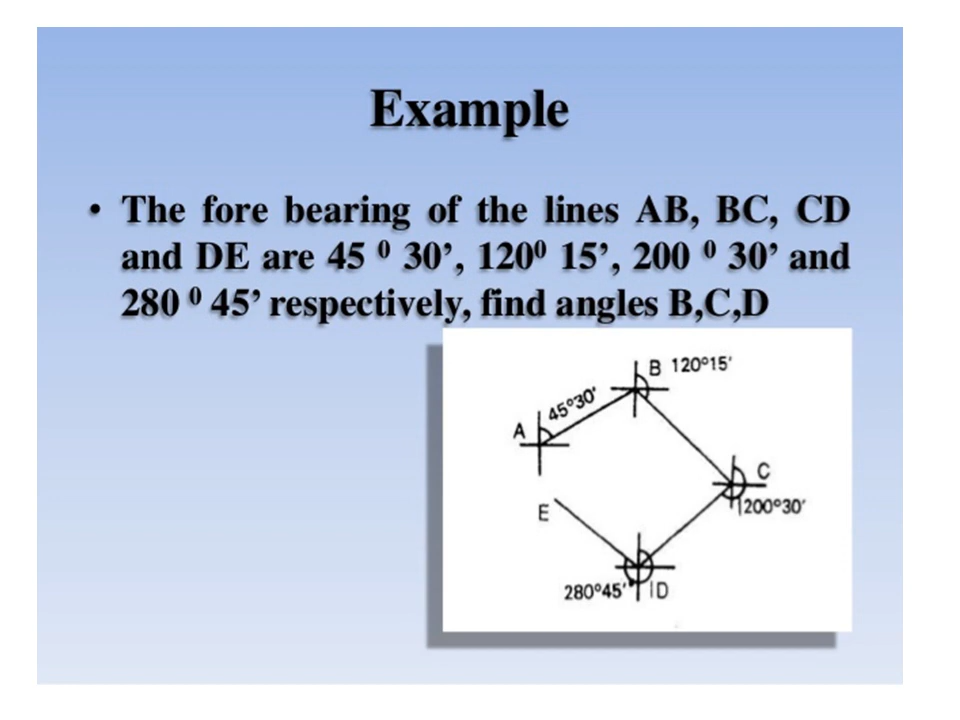 Example
• The fore bearing of the lines AB, BC, CD
and DE are 45 ⁰ 30’, 120⁰ 15’, 200 ⁰ 30’ and
280 ⁰ 45’ respectively, find angles B,C,D
B 120°15'
45°30'
A
C
200°30'
E
280°45'
D